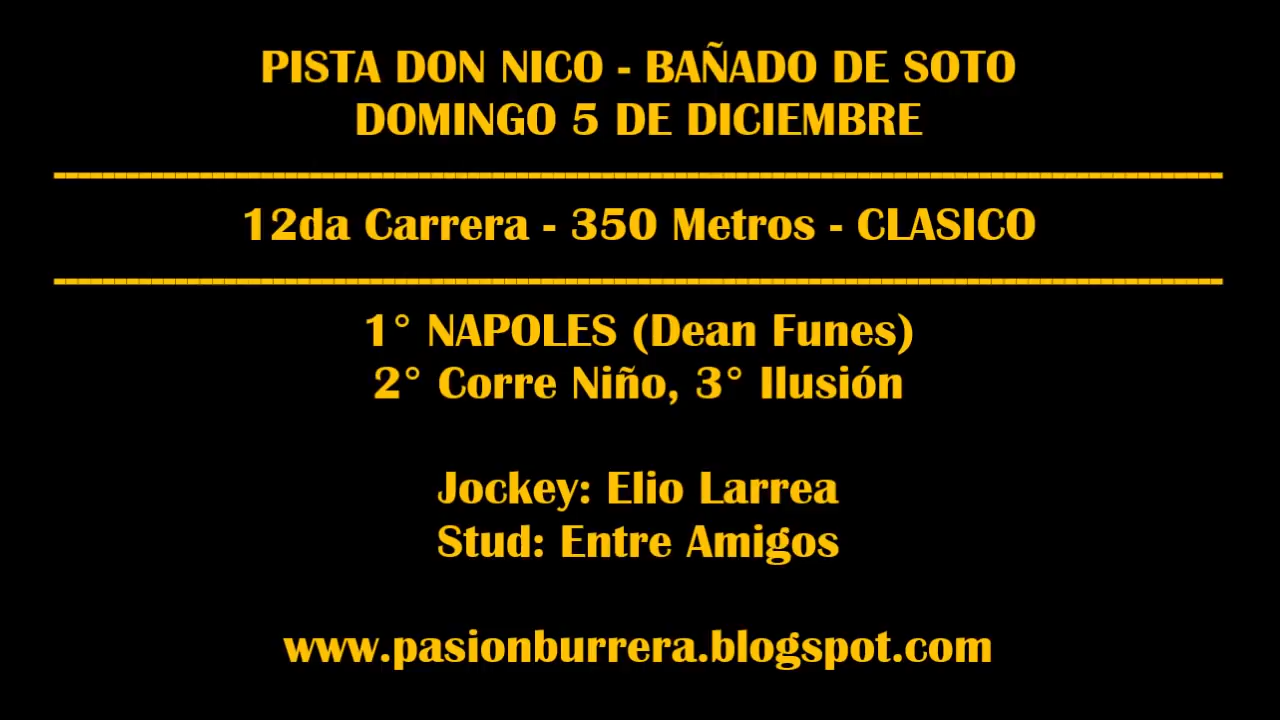 PISTA DON NICO - BAÑADO DE SOTO
DOMINGO 5 DE DICIEMBRE
12da Carrera - 350 Metros - CLASICO
1° NAPOLES (Dean Funes)
2° Corre Niño, 3° Ilusión
Jockey: Elio Larrea
Stud: Entre Amigos
www.pasionburrera.blogspot.com